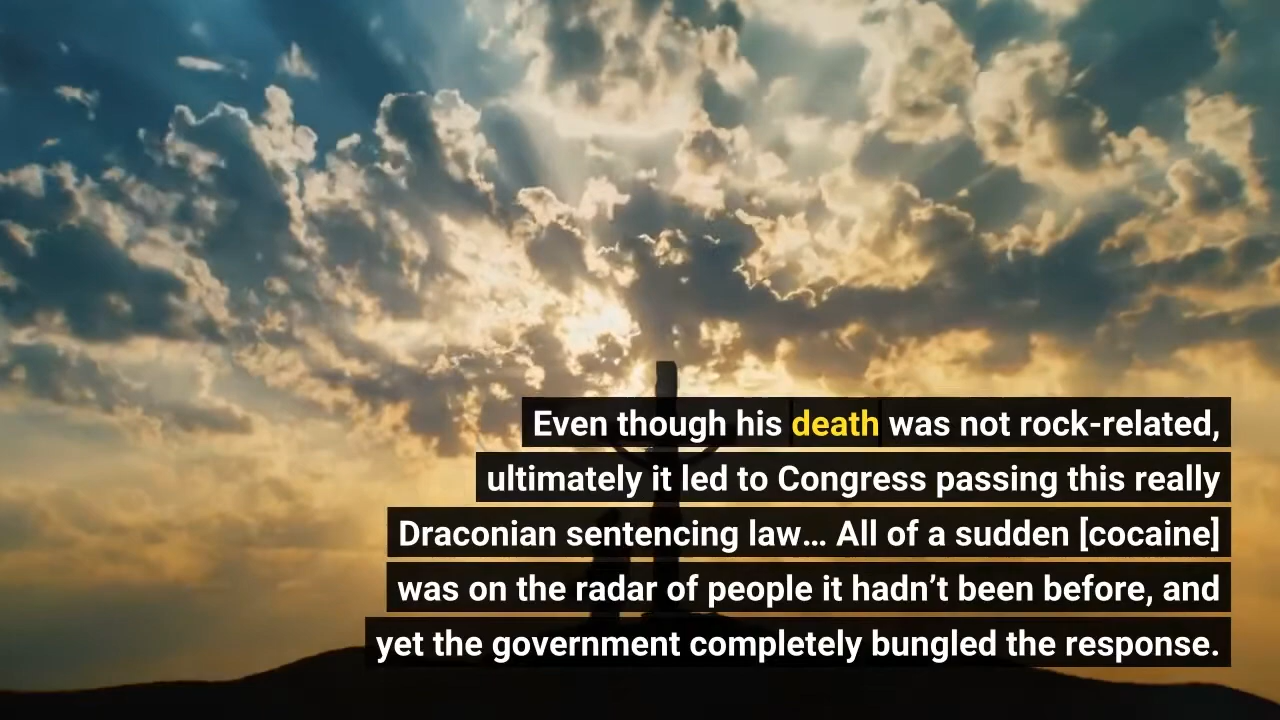 Even though his death was not rock-related,
ultimately it led to Congress passing this really
Draconian sentencing law… All of a sudden [cocaine]
was on the radar of people it hadn’t been before, and
yet the government completely bungled the response.